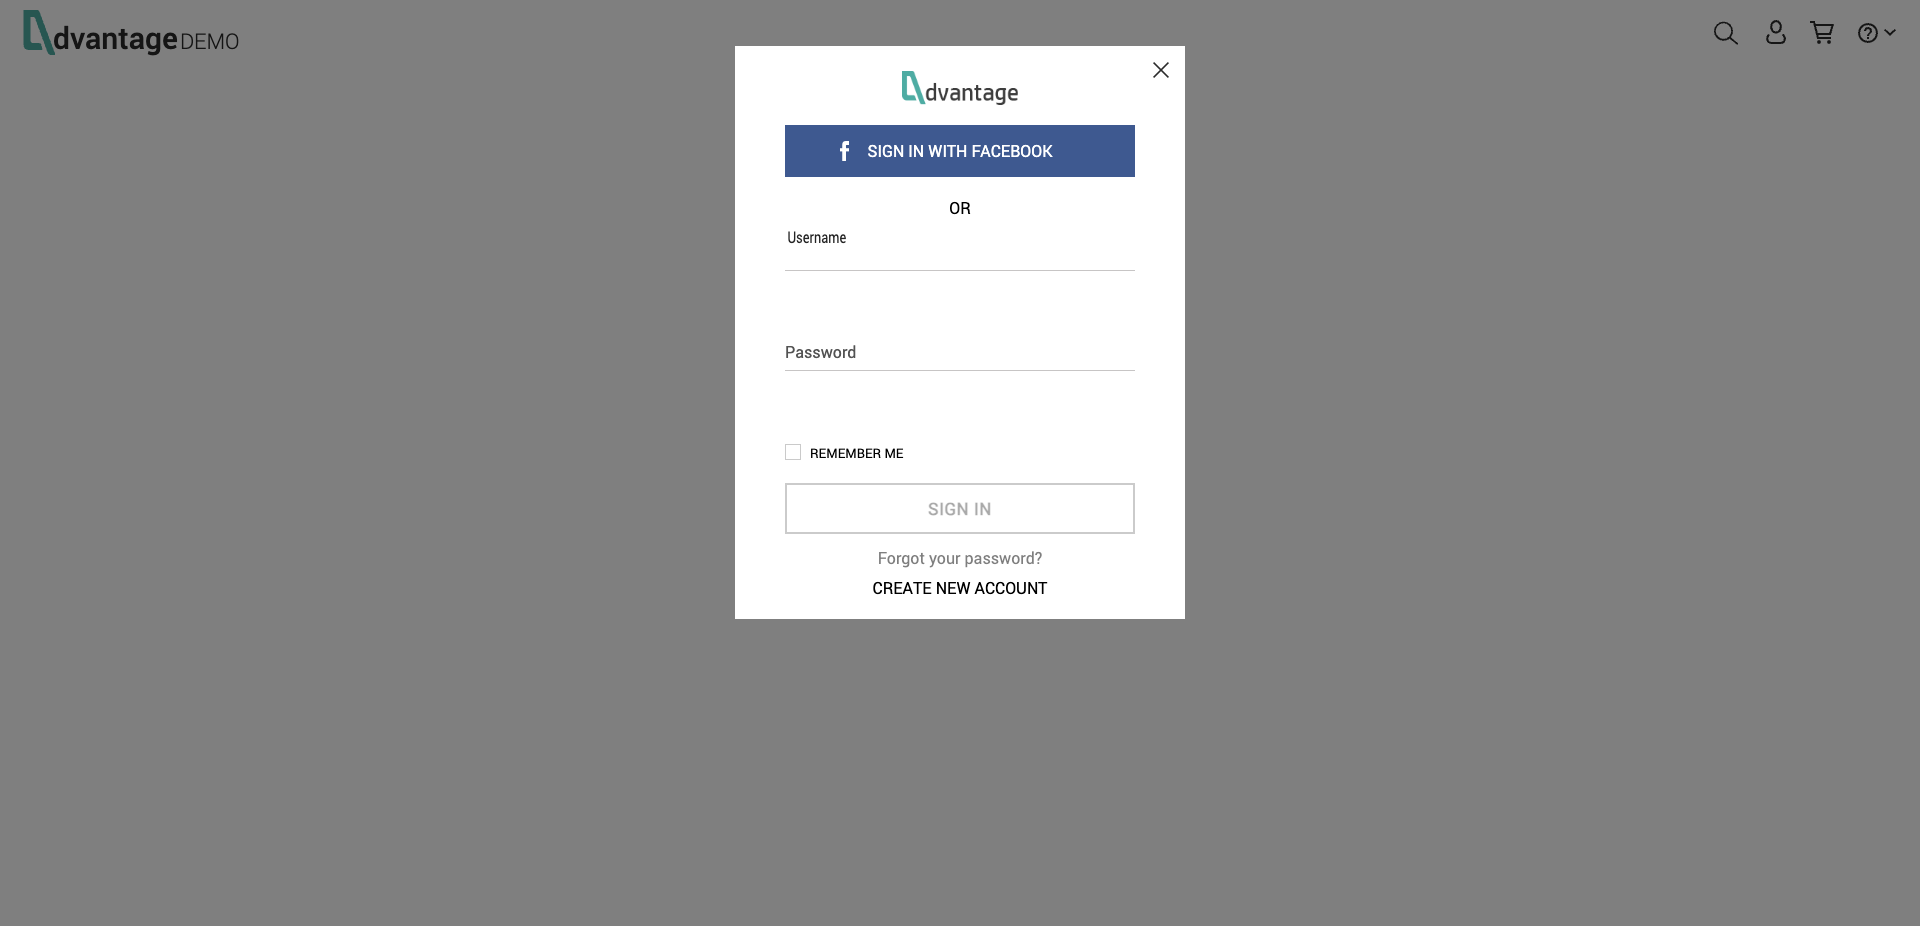 Advantage DEMO
Advantage
f SIGN IN WITH FACEBOOK
OR
Username
Password
REMEMBER ME
SIGN IN
Forgot your password?
CREATE NEW ACCOUNT